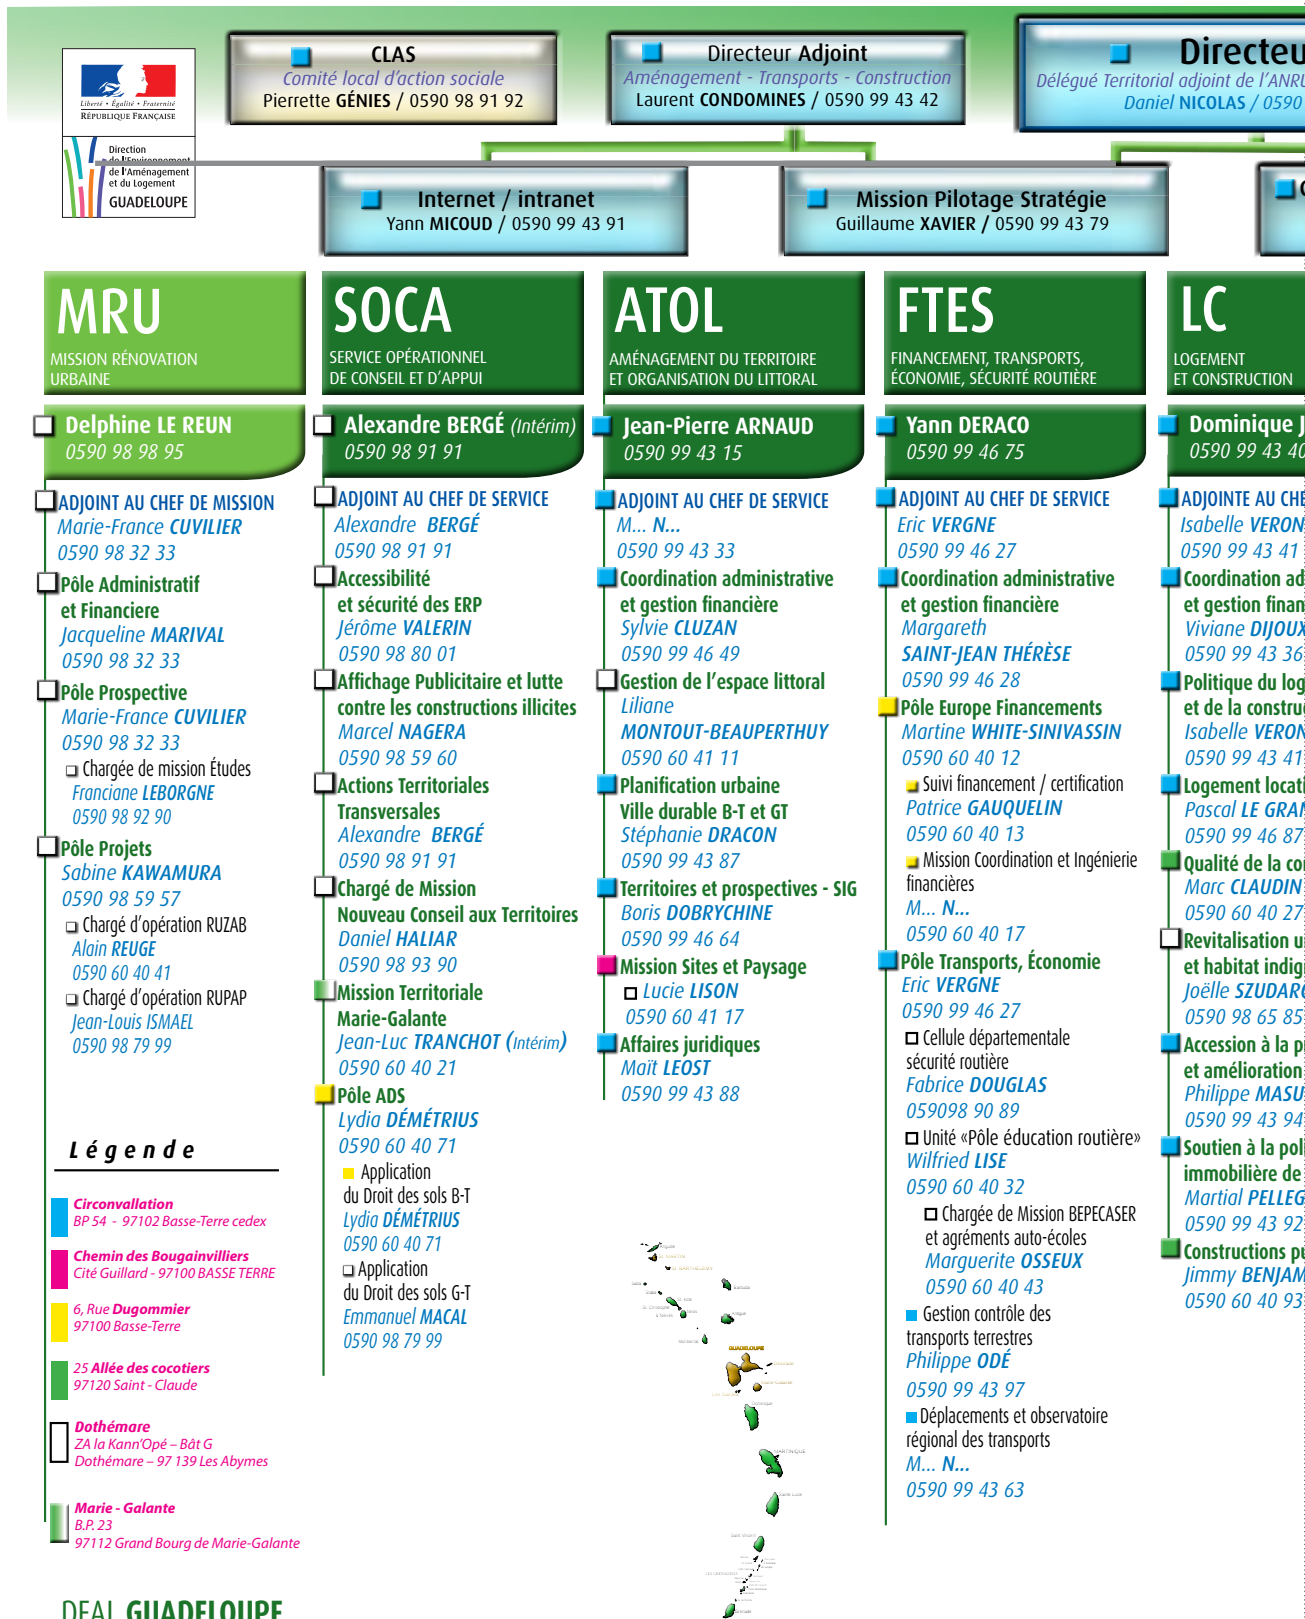 CLAS
Comité local d'action sociale
Pierrette GÉNIES / 0590 98 91 92
Directeur Adjoint
Aménagement - Transports - Construction
Laurent CONDOMINES / 0590 99 43 42
Directeu
Délégué Territorial adjoint de l'ANRU
Daniel NICOLAS / 0590
Liberté • Égalité • Fraternité
RÉPUBLIQUE FRANÇAISE
Direction
de l'Environnement
de l'Aménagement
et du Logement
GUADELOUPE
Internet / intranet
Yann MICOUD / 0590 99 43 91
Mission Pilotage Stratégie
Guillaume XAVIER / 0590 99 43 79
MRU
MISSION RÉNOVATION
URBAINE
Delphine LE REUN
0590 98 98 95
ADJOINT AU CHEF DE MISSION
Marie-France CUVILIER
0590 98 32 33
Pôle Administratif
et Financiere
Jacqueline MARIVAL
0590 98 32 33
Pôle Prospective
Marie-France CUVILIER
0590 98 32 33
Chargée de mission Études
Franciane LEBORGNE
0590 98 92 90
Pôle Projets
Sabine KAWAMURA
0590 98 59 57
Chargé d'opération RUZAB
Alain REUGE
0590 60 40 41
Chargé d'opération RUPAP
Jean-Louis ISMAEL
0590 98 79 99
Légende
Circonvallation
BP 54 - 97102 Basse-Terre cedex
Chemin des Bougainvilliers
Cité Guillard - 97100 BASSE TERRE
6, Rue Dugommier
97100 Basse-Terre
25 Allée des cocotiers
97120 Saint - Claude
Dothémare
ZA la Kann'Opé – Bât G
Dothémare – 97 139 Les Abymes
Marie - Galante
B.P. 23
97112 Grand Bourg de Marie-Galante
DEAL GUADELOUPE
SOCA
SERVICE OPÉRATIONNEL
DE CONSEIL ET D'APPUI
Alexandre BERGÉ (Intérim)
0590 98 91 91
ADJOINT AU CHEF DE SERVICE
Alexandre BERGÉ
0590 98 91 91
Accessibilité
et sécurité des ERP
Jérôme VALERIN
0590 98 80 01
Affichage Publicitaire et lutte
contre les constructions illicites
Marcel NAGERA
0590 98 59 60
Actions Territoriales
Transversales
Alexandre BERGÉ
0590 98 91 91
Chargé de Mission
Nouveau Conseil aux Territoires
Daniel HALIAR
0590 98 93 90
Mission Territoriale
Marie-Galante
Jean-Luc TRANCHOT (Intérim)
0590 60 40 21
Pôle ADS
Lydia DÉMÉTRIUS
0590 60 40 71
Application
du Droit des sols B-T
Lydia DÉMÉTRIUS
0590 60 40 71
Application
du Droit des sols G-T
Emmanuel MACAL
0590 98 79 99
ATOL
AMÉNAGEMENT DU TERRITOIRE
ET ORGANISATION DU LITTORAL
Jean-Pierre ARNAUD
0590 99 43 15
ADJOINT AU CHEF DE SERVICE
M... N...
0590 99 43 33
Coordination administrative
et gestion financière
Sylvie CLUZAN
0590 99 46 49
Gestion de l'espace littoral
Liliane
MONTOUT-BEAUPERTHUY
0590 60 41 11
Planification urbaine
Ville durable B-T et GT
Stéphanie DRACON
0590 99 43 87
Territoires et prospectives - SIG
Boris DOBRYCHINE
0590 99 46 64
Mission Sites et Paysage
Lucie LISON
0590 60 41 17
Affaires juridiques
Maït LEOST
0590 99 43 88
GUADELOUPE
MARTINIQUE
FTES
FINANCEMENT, TRANSPORTS,
ÉCONOMIE, SÉCURITÉ ROUTIÈRE
Yann DERACO
0590 99 46 75
ADJOINT AU CHEF DE SERVICE
Eric VERGNE
0590 99 46 27
Coordination administrative
et gestion financière
Margareth
SAINT-JEAN THÉRÈSE
0590 99 46 28
Pôle Europe Financements
Martine WHITE-SINIVASSIN
0590 60 40 12
Suivi financement / certification
Patrice GAUQUELIN
0590 60 40 13
Mission Coordination et Ingénierie
financières
M... N...
0590 60 40 17
Pôle Transports, Économie
Eric VERGNE
0590 99 46 27
Cellule départementale
sécurité routière
Fabrice DOUGLAS
059098 90 89
Unité «Pôle éducation routière»
Wilfried LISE
0590 60 40 32
Chargée de Mission BEPECASER
et agréments auto-écoles
Marguerite OSSEUX
0590 60 40 43
Gestion contrôle des
transports terrestres
Philippe ODÉ
0590 99 43 97
Déplacements et observatoire
régional des transports
M... N...
0590 99 43 63
LC
LOGEMENT
ET CONSTRUCTION
Dominique J
0590 99 43 40
ADJOINTE AU CHE
Isabelle VERON
0590 99 43 41
Coordination ad
et gestion finan
Viviane DIJOUX
0590 99 43 36
Politique du log
et de la constru
Isabelle VERON
0590 99 43 41
Logement locati
Pascal LE GRAN
0590 99 46 87
Qualité de la con
Marc CLAUDIN
0590 60 40 27
Revitalisation u
et habitat indig
Joëlle SZUDARO
0590 98 65 85
Accession à la p
et amélioration
Philippe MASU
0590 99 43 94
Soutien à la poli
immobilière de
Martial PELLEG
0590 99 43 92
Constructions pu
Jimmy BENJAM
0590 60 40 93